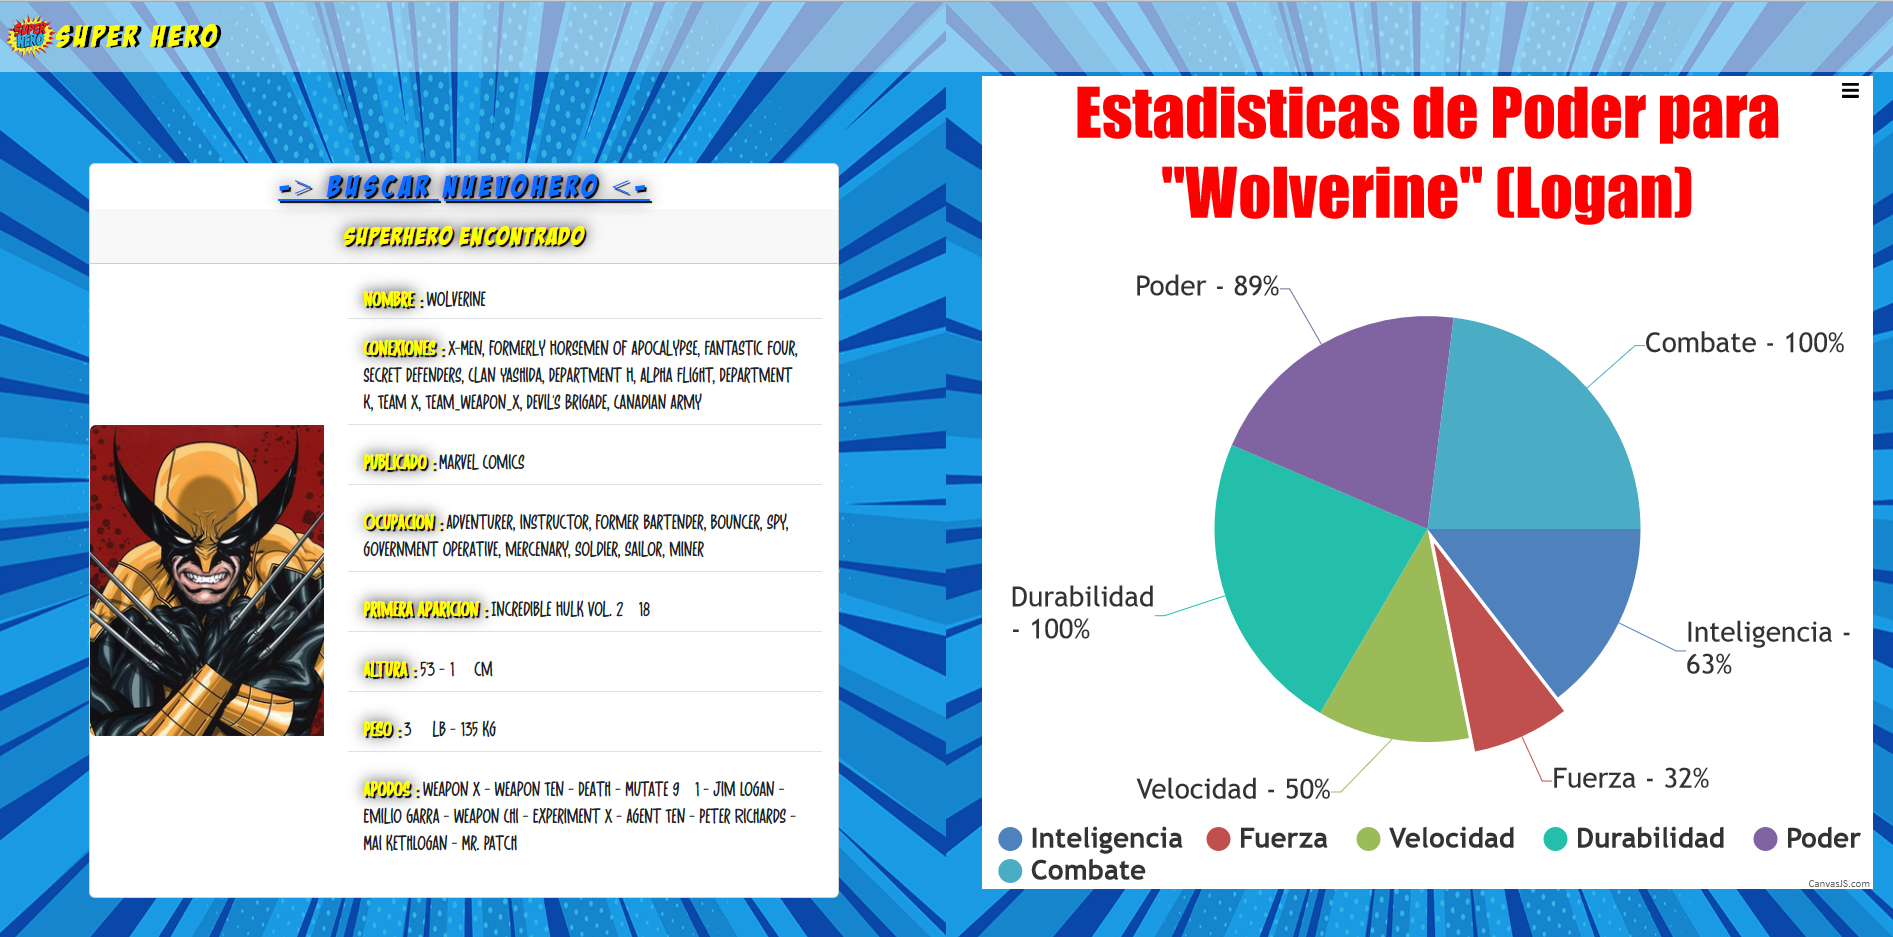 SUPER HERO
SUPER HERO
-> BUSCAR NUEVOHERO <-
SUPERHERO ENCONTRADO
NOMBRE : WOLVERINE
CONEXIONES : X-MEN, FORMERLY HORSEMEN OF APOCALYPSE, FANTASTIC FOUR,
SECRET DEFENDERS, CLAN YASHIDA, DEPARTMENT H, ALPHA FLIGHT, DEPARTMENT
K, TEAM X, TEAM_WEAPON_X, DEVIL'S BRIGADE, CANADIAN ARMY
PUBLICADO : MARVEL COMICS
OCUPACION : ADVENTURER, INSTRUCTOR, FORMER BARTENDER, BOUNCER, SPY,
GOVERNMENT OPERATIVE, MERCENARY, SOLDIER, SAILOR, MINER
PRIMERA APARICION : INCREDIBLE HULK VOL. 2 18
ALTURA : 53 - 1 CM
PESO : 3 LB - 135 KG
APODOS : WEAPON X - WEAPON TEN - DEATH - MUTATE 9 1 - JIM LOGAN -
EMILIO GARRA - WEAPON CHI - EXPERIMENT X - AGENT TEN - PETER RICHARDS -
MAI KETHLOGAN - MR. PATCH
Estadisticas de Poder para
"Wolverine" (Logan)
Poder - 89%
Combate - 100%
Durabilidad
- 100%
Inteligencia -
63%
Velocidad - 50%
Fuerza - 32%
Inteligencia Fuerza Velocidad Durabilidad Poder
Combate
CanvasJS.com